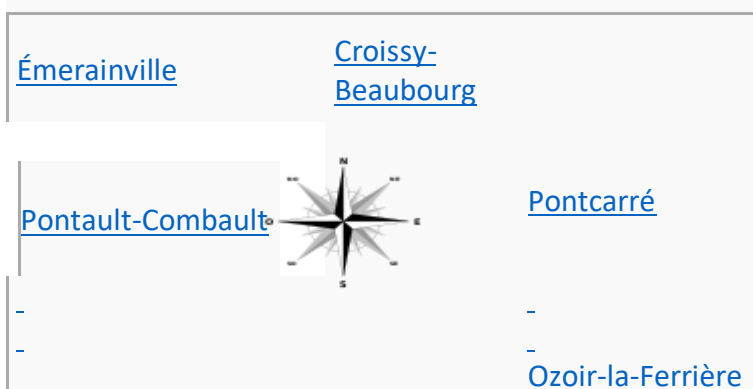 Émerainville
Croissy-
Beaubourg
N
Pontault-Combault
O
E
Pontcarré
S
Ozoir-la-Ferrière